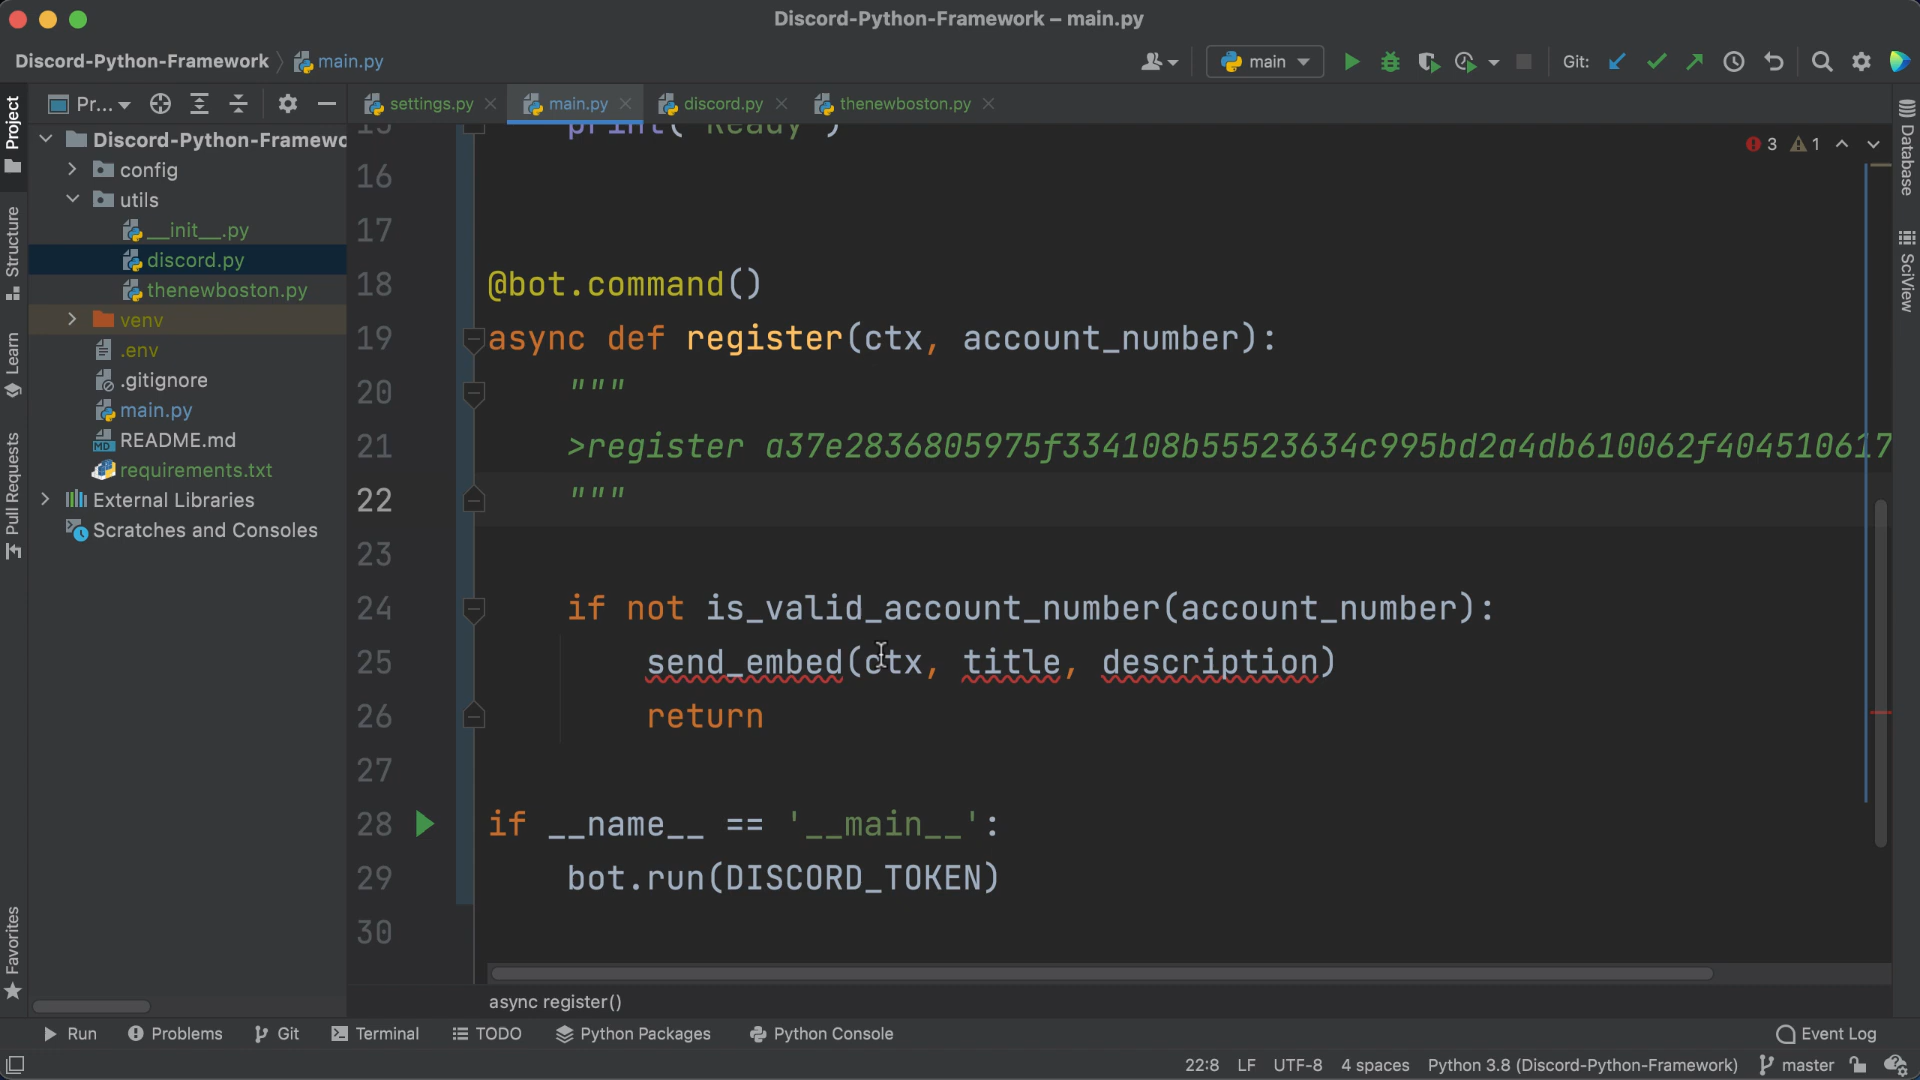 Discord-Python-Framework – main.py
Discord-Python-Framework main.py
main
Git:
Pr...
settings.py
main.py
discord.py
thenewboston.py
Project
Structure
Learn
Pull Requests
Favorites
Discord-Python-Framewo
config
utils
__init__.py
discord.py
thenewboston.py
venv
.env
.gitignore
main.py
README.md
requirements.txt
External Libraries
Scratches and Consoles
3 1
Database
SciView
15 print("Ready")
16
17
18 @bot.command()
19 async def register(ctx, account_number):
20 """
21 >register a37e2836805975f334108b55523634c995bd2a4db610062f404510617
22 """
23
24 if not is_valid_account_number(account_number):
25 send_embed(ctx, title, description)
26 return
27
28 if __name__ == '__main__':
29 bot.run(DISCORD_TOKEN)
30
async register()
Run
Problems
Git
Terminal
TODO
Python Packages
Python Console
Event Log
22:8 LF UTF-8 4 spaces Python 3.8 (Discord-Python-Framework) master